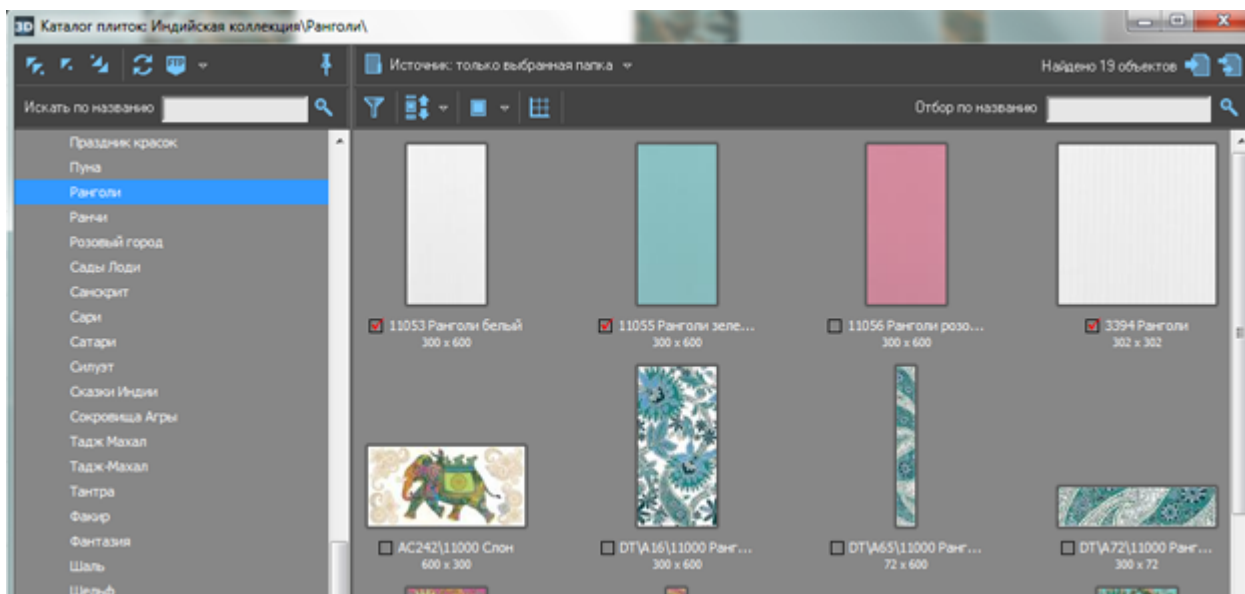 3D Каталог плиток: Индийская коллекция\Ранголи\
FTP
Источник: только выбранная папка
Найдено 19 объектов
Искать по названию
Отбор по названию
Праздник красок
Пуна
Ранголи
Ранчи
Розовый город
Сады Лоди
Санскрит
Сари
Сатари
Силуэт
Сказки Индии
Сокровища Агры
Тадж Махал
Тадж-Махал
Тантра
Факир
Фантазия
Шаль
Шельф
11053 Ранголи белый
300 x 600
11055 Ранголи зеле...
300 x 600
11056 Ранголи розо...
300 x 600
3394 Ранголи
302 x 302
AC242\11000 Слон
600 x 300
DT\A16\11000 Ранг...
300 x 600
DT\A65\11000 Ранг...
72 x 600
DT\A72\11000 Ранг...
300 x 72